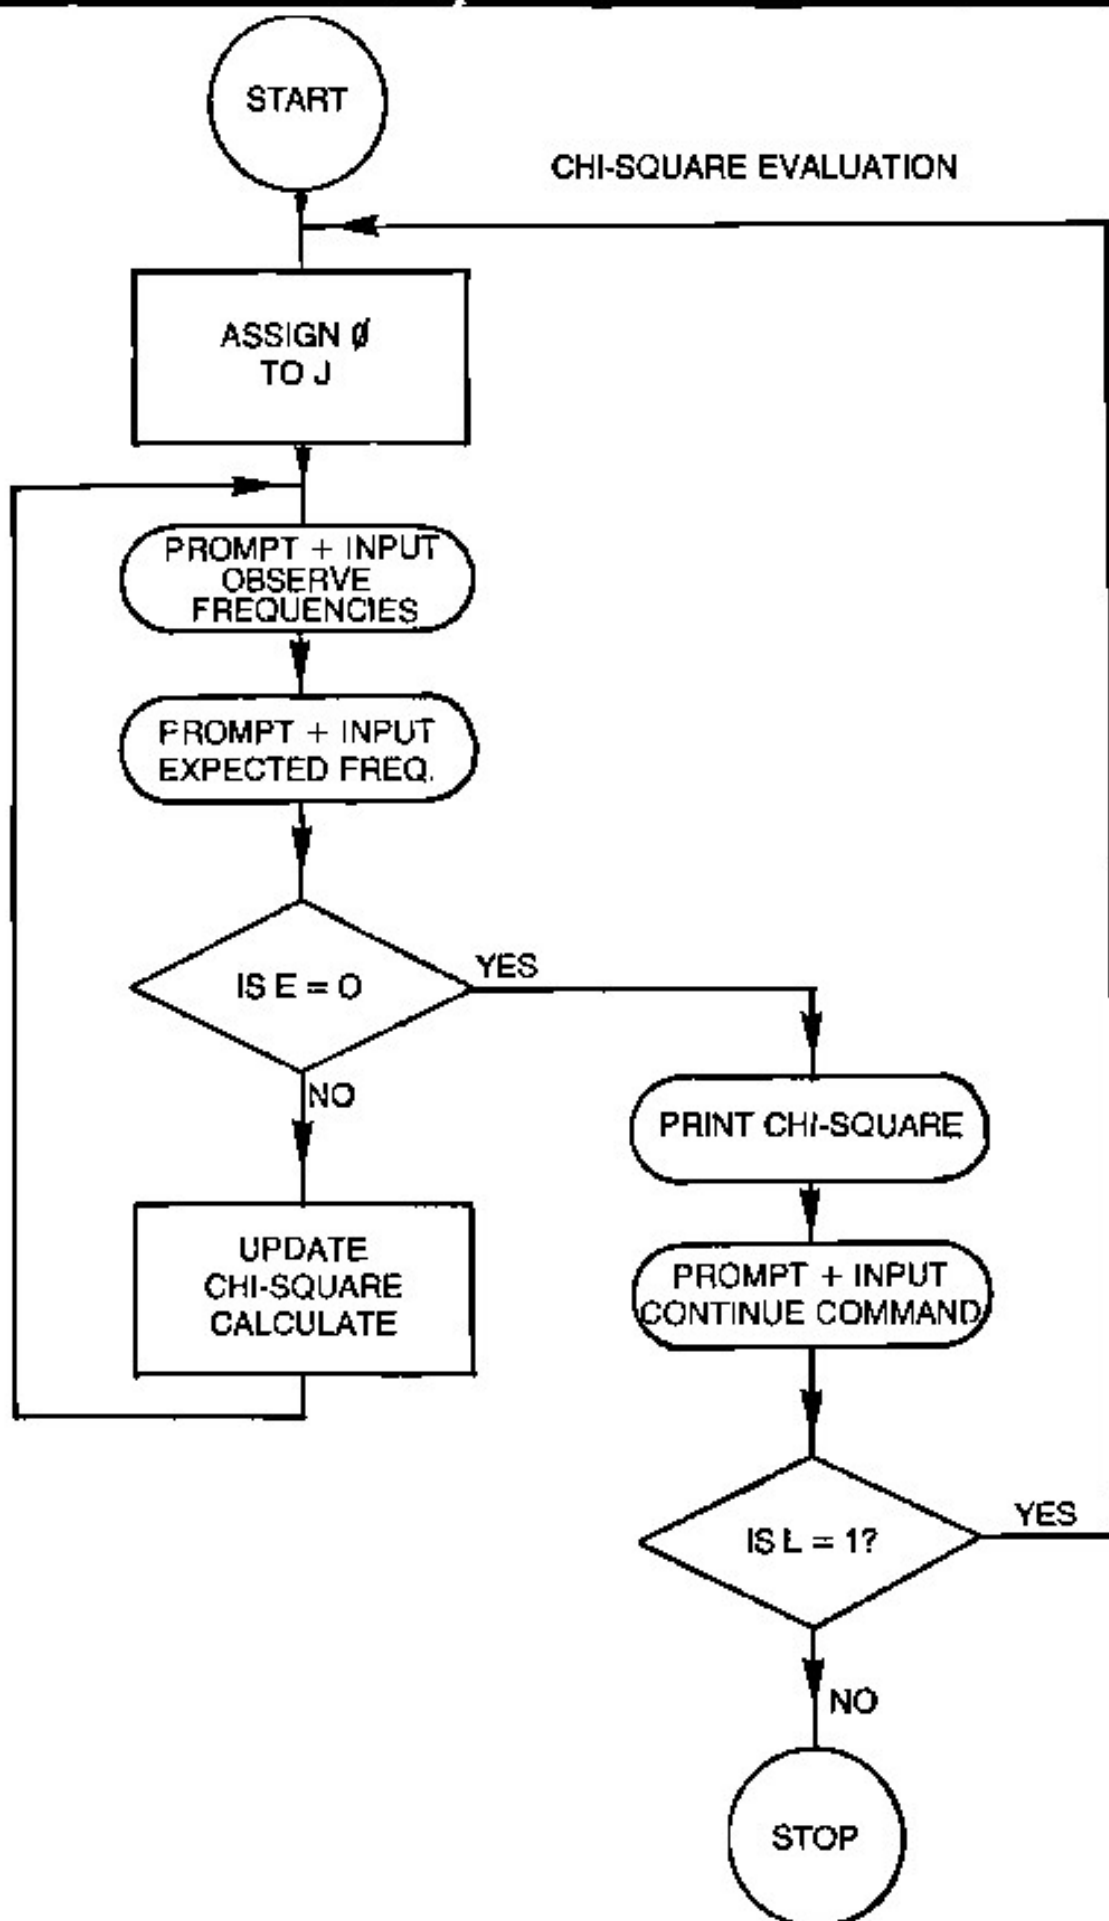 START
CHI-SQUARE EVALUATION
ASSIGN Ø
TO J
PROMPT + INPUT
OBSERVE
FREQUENCIES
PROMPT + INPUT
EXPECTED FREQ.
IS E = O
YES
NO
PRINT CHI-SQUARE
UPDATE
CHI-SQUARE
CALCULATE
PROMPT + INPUT
CONTINUE COMMAND
IS L = 1?
YES
NO
STOP